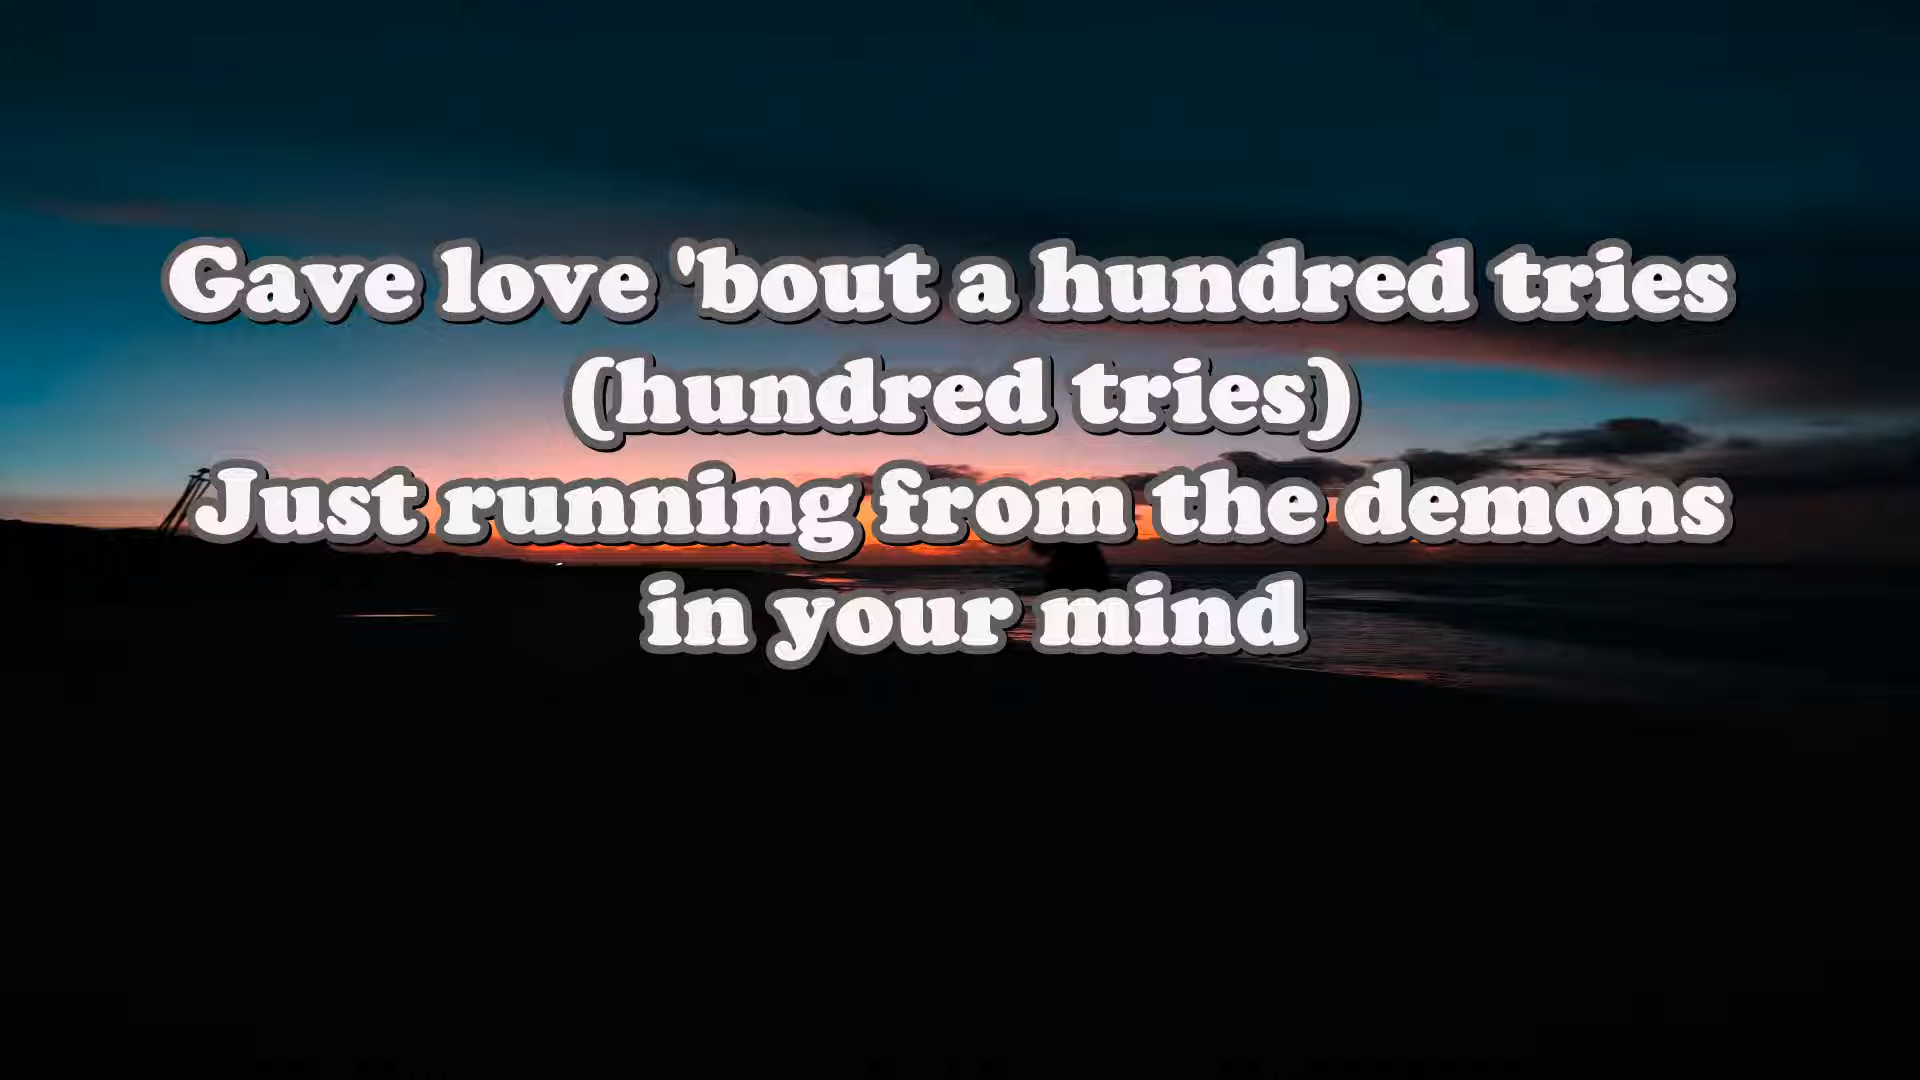 Gave love 'bout a hundred tries
(hundred tries)
Just running from the demons
in your mind